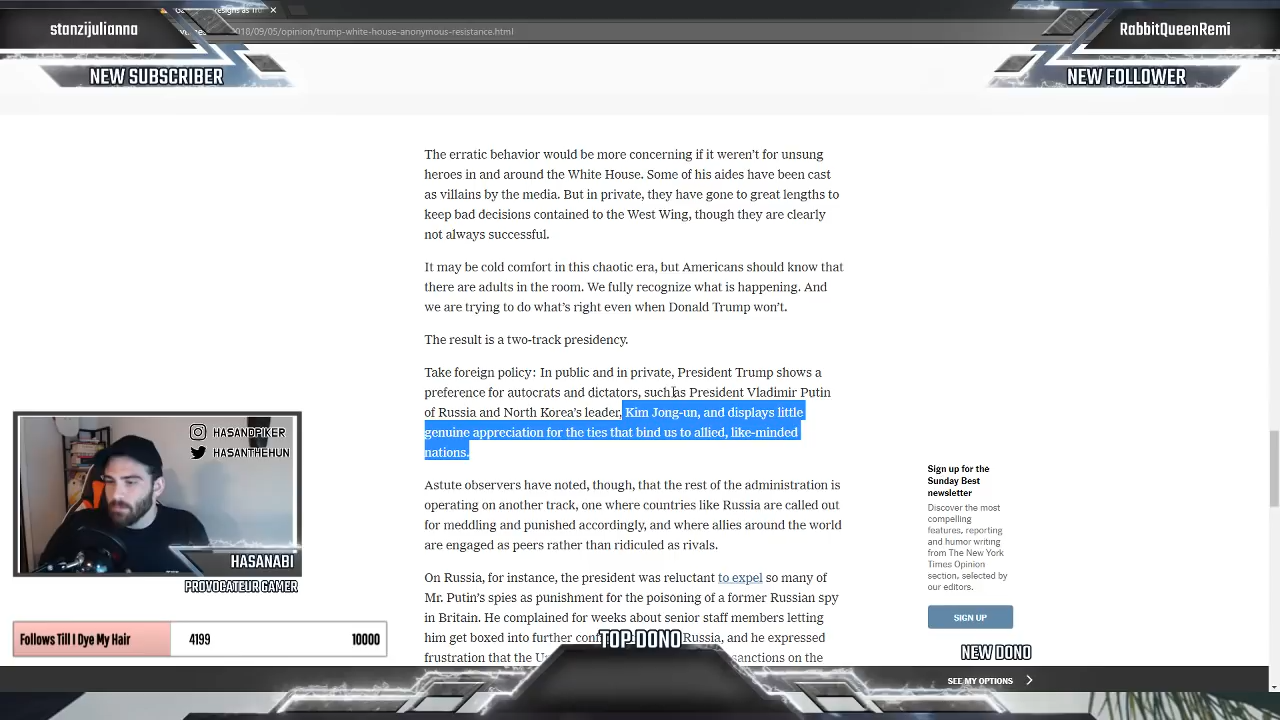 stanzijulianna
NEW SUBSCRIBER
2018/09/05/opinion/trump-white-house-anonymous-resistance.html
RabbitQueenRemi
NEW FOLLOWER
The erratic behavior would be more concerning if it weren’t for unsung
heroes in and around the White House. Some of his aides have been cast
as villains by the media. But in private, they have gone to great lengths to
keep bad decisions contained to the West Wing, though they are clearly
not always successful.
It may be cold comfort in this chaotic era, but Americans should know that
there are adults in the room. We fully recognize what is happening. And
we are trying to do what’s right even when Donald Trump won’t.
The result is a two-track presidency.
Take foreign policy: In public and in private, President Trump shows a
preference for autocrats and dictators, such as President Vladimir Putin
of Russia and North Korea’s leader, Kim Jong-un, and displays little
genuine appreciation for the ties that bind us to allied, like-minded
nations.
Astute observers have noted, though, that the rest of the administration is
operating on another track, one where countries like Russia are called out
for meddling and punished accordingly, and where allies around the world
are engaged as peers rather than ridiculed as rivals.
On Russia, for instance, the president was reluctant to expel so many of
Mr. Putin’s spies as punishment for the poisoning of a former Russian spy
in Britain. He complained for weeks about senior staff members letting
him get boxed into further Russia, and he expressed
frustration that the sanctions on the
Sign up for the
Sunday Best
newsletter
Discover the most
compelling
features, reporting
and humor writing
from The New York
Times Opinion
section, selected by
our editors.
SIGN UP
HASANDPIKER
HASANTHEHUN
HASANABI
PROVOCATEUR GAMER
Follows Till I Dye My Hair 4199 10000
TOP DONO
NEW DONO
SEE MY OPTIONS